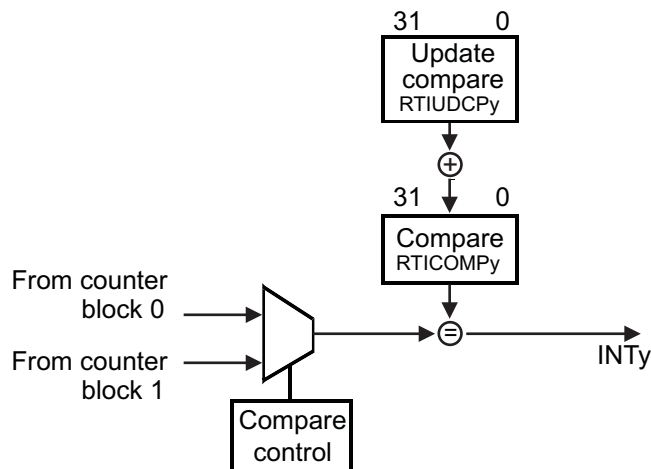 31 0
Update
compare
RTIUDCPy
+
31 0
Compare
RTICOMPy
From counter
block 0
=
INTy
From counter
block 1
Compare
control